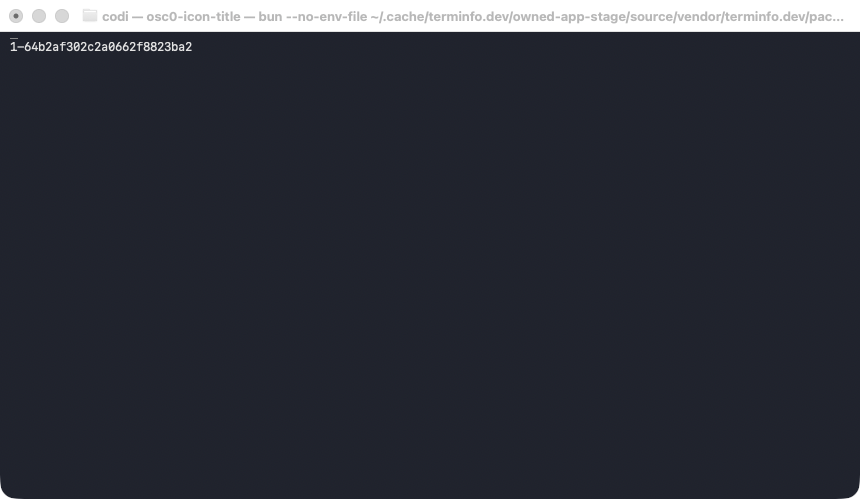 codi — osc0-icon-title — bun --no-env-file ~/.cache/terminfo.dev/owned-app-stage/source/vendor/terminfo.dev/pac...
1-64b2af302c2a0662f8823ba2